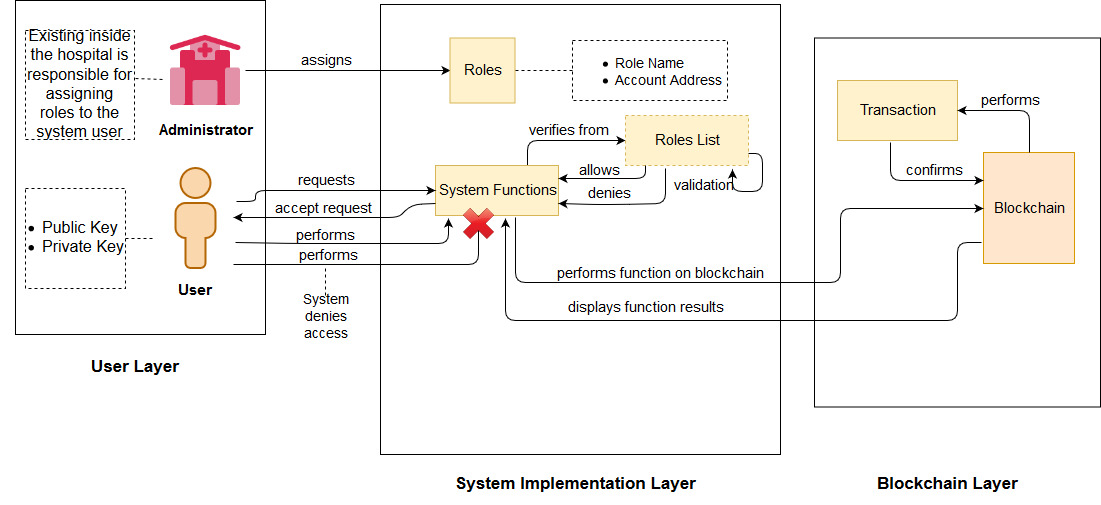 Existing inside
the hospital is
responsible for
assigning
roles to the
system user
Administrator
assigns
Roles
• Role Name
• Account Address
verifies from
Roles List
allows
denies
validation
System Functions
requests
accept request
performs
performs
System
denies
access
• Public Key
• Private Key
User
User Layer
performs function on blockchain
displays function results
System Implementation Layer
Transaction
performs
confirms
Blockchain
Blockchain Layer